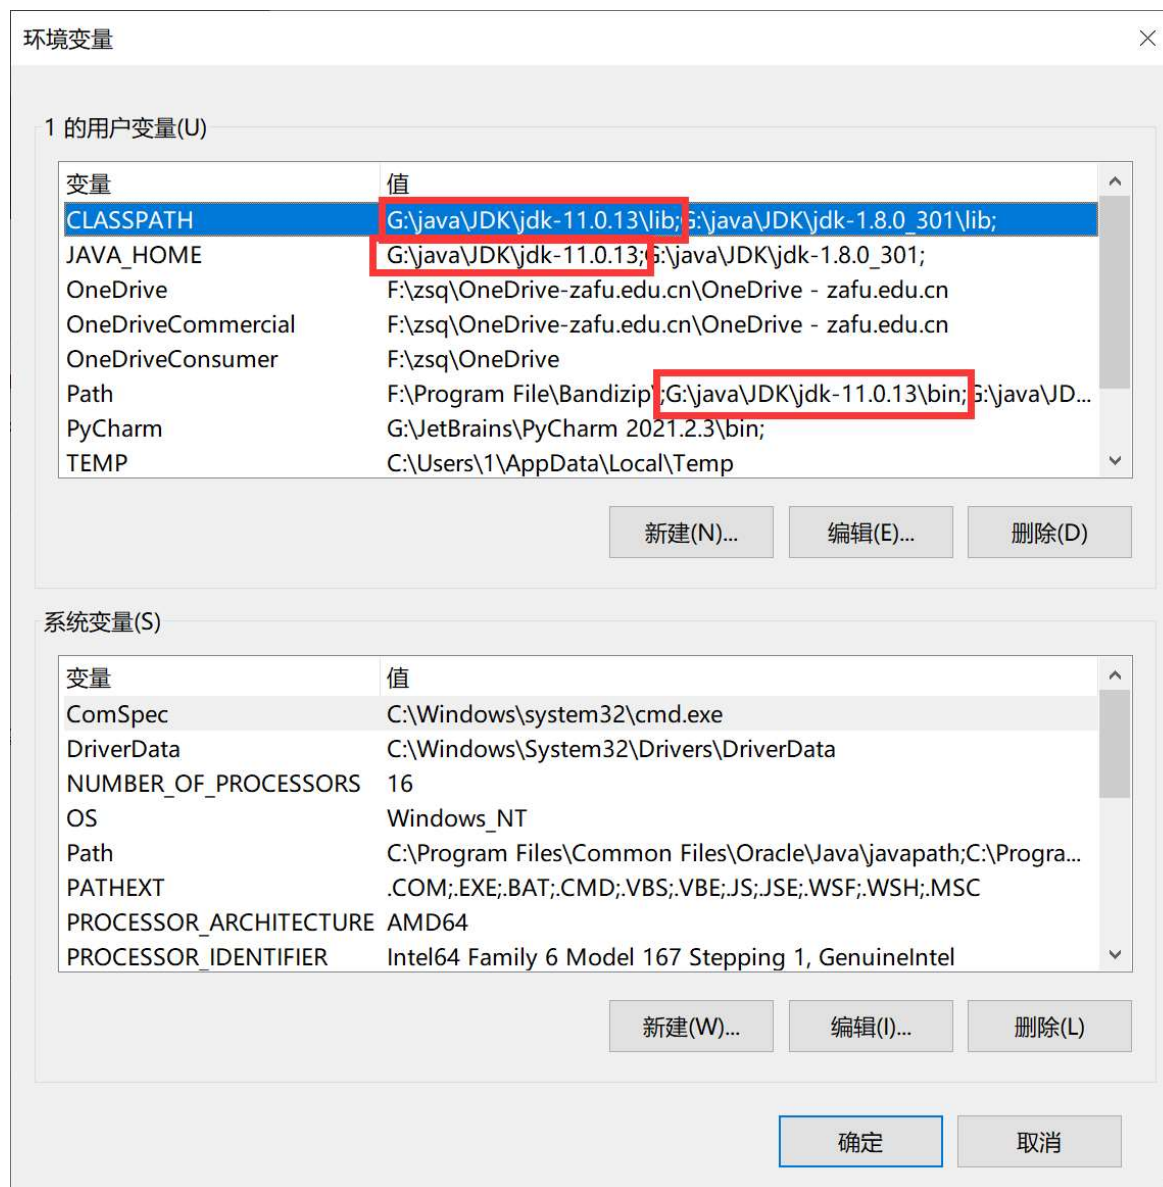 环境变量
1 的用户变量(U)
变量 值
CLASSPATH G:\java\JDK\jdk-11.0.13\lib;G:\java\JDK\jdk-1.8.0_301\lib;
JAVA_HOME G:\java\JDK\jdk-11.0.13;G:\java\JDK\jdk-1.8.0_301;
OneDrive F:\zsq\OneDrive-zafu.edu.cn\OneDrive - zafu.edu.cn
OneDriveCommercial F:\zsq\OneDrive-zafu.edu.cn\OneDrive - zafu.edu.cn
OneDriveConsumer F:\zsq\OneDrive
Path F:\Program File\Bandizip\;G:\java\JDK\jdk-11.0.13\bin;G:\java\JD...
PyCharm G:\JetBrains\PyCharm 2021.2.3\bin;
TEMP C:\Users\1\AppData\Local\Temp
新建(N)... 编辑(E)... 删除(D)
系统变量(S)
变量 值
ComSpec C:\Windows\system32\cmd.exe
DriverData C:\Windows\System32\Drivers\DriverData
NUMBER_OF_PROCESSORS 16
OS Windows_NT
Path C:\Program Files\Common Files\Oracle\Java\javapath;C:\Progra...
PATHEXT .COM;.EXE;.BAT;.CMD;.VBS;.VBE;.JS;.JSE;.WSF;.WSH;.MSC
PROCESSOR_ARCHITECTURE AMD64
PROCESSOR_IDENTIFIER Intel64 Family 6 Model 167 Stepping 1, GenuineIntel
新建(W)... 编辑(I)... 删除(L)
确定 取消